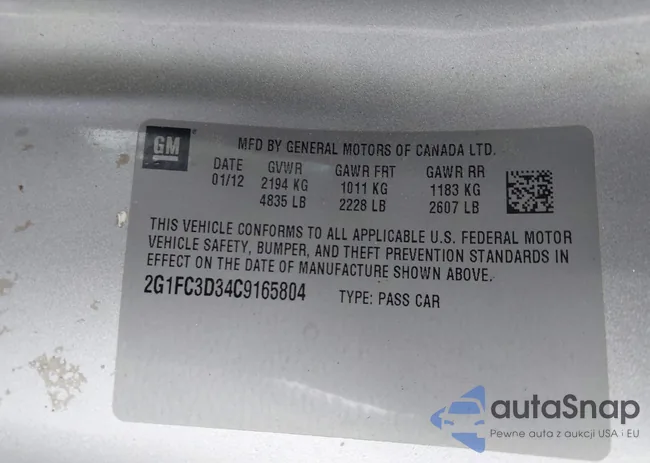 GM
MFD BY GENERAL MOTORS OF CANADA LTD.
DATE GVWR GAWR FRT GAWR RR
01/12 2194 KG 1011 KG 1183 KG
4835 LB 2228 LB 2607 LB
THIS VEHICLE CONFORMS TO ALL APPLICABLE U.S. FEDERAL MOTOR
VEHICLE SAFETY, BUMPER, AND THEFT PREVENTION STANDARDS IN
EFFECT ON THE DATE OF MANUFACTURE SHOWN ABOVE.
2G1FC3D34C9165804 TYPE: PASS CAR
autaSnap
Pewne auta z aukcji USA i EU